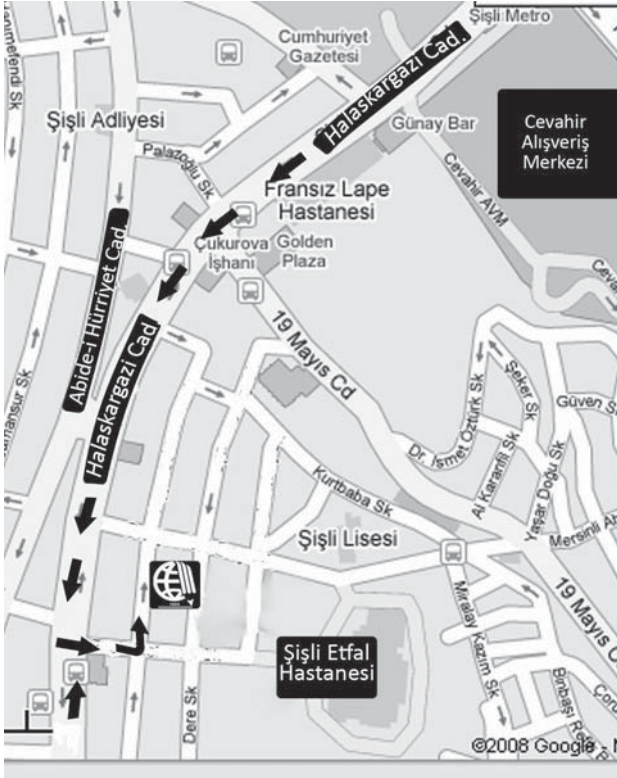 Şişli Metro
Cumhuriyet
Gazetesi
Halaskargazi Cad.
Günay Bar
Cevahir
Alışveriş
Merkezi
Şişli Adliyesi
Palazoğlu Sk
Fransız Lape
Hastanesi
Cevahir AVM
Çukurova
İşhanı
Golden
Plaza
Abide-i Hürriyet Cad.
Halaskargazi Cad.
19 Mayıs Cd
Şeker Sk
Güven S
Dr. İsmet Öztürk Sk
Al Karanfil Sk
Yaşar Doğu Sk
Kurtbaba Sk
Mersinli A
Şişli Lisesi
19 Mayıs C
Miralay Kazım Sk
Şişli Etfal
Hastanesi
Dere Sk
Binbaşı Re
Çoru
©2008 Google - N